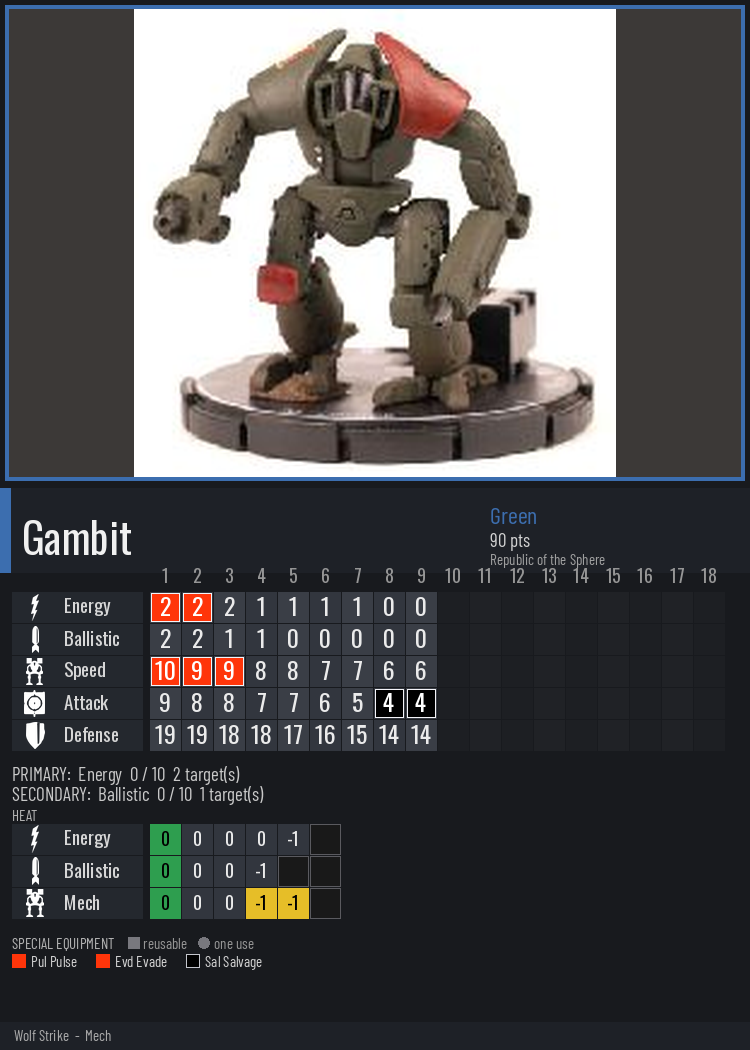 Gambit
Green
90 pts
Republic of the Sphere
1 2 3 4 5 6 7 8 9 10 11 12 13 14 15 16 17 18
Energy 2 2 2 1 1 1 1 0 0
Ballistic 2 2 1 1 0 0 0 0 0
Speed 10 9 9 8 8 7 7 6 6
Attack 9 8 8 7 7 6 5 4 4
Defense 19 19 18 18 17 16 15 14 14
PRIMARY: Energy 0 / 10 2 target(s)
SECONDARY: Ballistic 0 / 10 1 target(s)
HEAT
Energy 0 0 0 0 -1
Ballistic 0 0 0 -1
Mech 0 0 0 -1 -1
SPECIAL EQUIPMENT reusable one use
Pul Pulse Evd Evade Sal Salvage
Wolf Strike - Mech